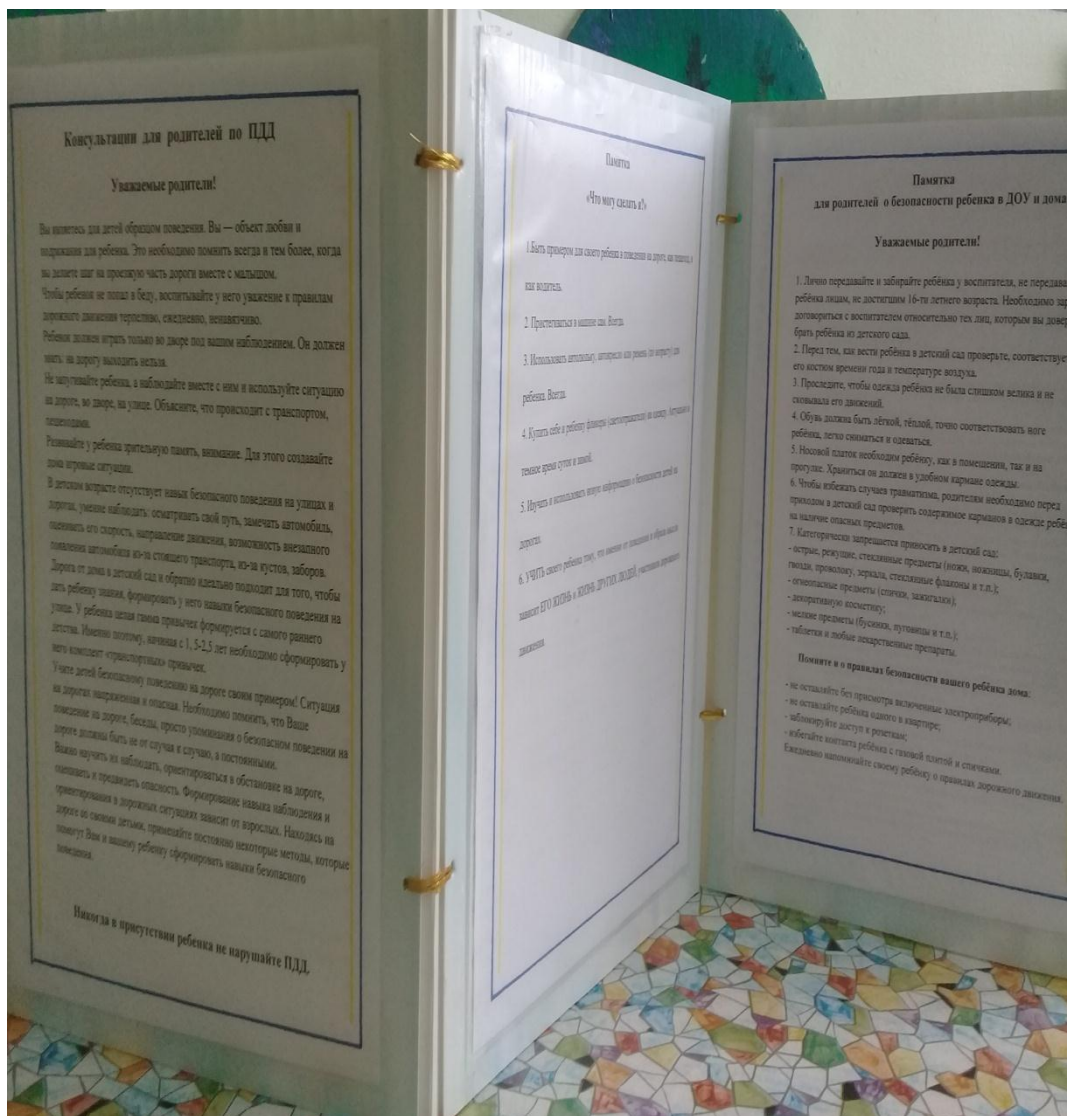 Консультации для родителей по ПДД
Уважаемые родители!
Вы являетесь для детей образцом поведения. Вы — объект любви и
подражания для ребенка. Это необходимо помнить всегда и тем более, когда
вы делаете шаг на проезжую часть дороги вместе с малышом.
Чтобы ребенок не попал в беду, воспитывайте у него уважение к правилам
дорожного движения терпеливо, ежедневно, ненавязчиво.
Ребенок должен играть только во дворе под вашим наблюдением. Он должен
знать: на дорогу выходить нельзя.
Не запугивайте ребенка, а наблюдайте вместе с ним и используйте ситуацию
на дороге, во дворе, на улице. Объясните, что происходит с транспортом,
пешеходами.
Развивайте у ребенка зрительную память, внимание. Для этого создавайте
дома игровые ситуации.
В детском возрасте отсутствует навык безопасного поведения на улицах и
дорогах, умение наблюдать: осматривать свой путь, замечать автомобиль,
оценивать его скорость, направление движения, возможность внезапного
появления автомобиля из-за стоящего транспорта, из-за кустов, заборов.
Дорога от дома в детский сад и обратно идеально подходит для того, чтобы
дать ребенку знания, формировать у него навыки безопасного поведения на
улице. У ребенка целая гамма привычек формируется с самого раннего
детства. Именно поэтому, начиная с 1, 5-2,5 лет необходимо сформировать у
него комплект «транспортных» привычек.
Учите детей безопасному поведению на дороге своим примером! Ситуация
на дорогах напряженная и опасная. Необходимо помнить, что Ваше
поведение на дороге, беседы, просто упоминания о безопасном поведении на
дороге должны быть не от случая к случаю, а постоянными.
Важно научить их наблюдать, ориентироваться в обстановке на дороге,
оценивать и предвидеть опасность. Формирование навыка наблюдения и
ориентирования в дорожных ситуациях зависит от взрослых. Находясь на
дороге со своими детьми, применяйте постоянно некоторые методы, которые
помогут Вам и вашему ребенку сформировать навыки безопасного
поведения.
Никогда в присутствии ребенка не нарушайте ПДД.
Памятка
«Что могу сделать я?»
1.Быть примером для своего ребенка в поведении на дороге, как пешеход, и
как водитель.
2. Пристегиваться в машине сам. Всегда.
3. Использовать автолюльку, автокресло или ремень (по возрасту) для
ребенка. Всегда.
4. Купить себе и ребенку фликеры (светоотражатели) на одежду. Актуально в
темное время суток и зимой.
5. Изучать и использовать новую информацию о безопасности детей на
дорогах.
6. УЧИТЬ своего ребенка тому, что именно от поведения и образа мысли
зависит ЕГО ЖИЗНЬ и ЖИЗНЬ ДРУГИХ ЛЮДЕЙ, участников дорожного
движения.
Памятка
для родителей о безопасности ребенка в ДОУ и дома
Уважаемые родители!
1. Лично передавайте и забирайте ребёнка у воспитателя, не передава
ребёнка лицам, не достигшим 16-ти летнего возраста. Необходимо зар
договориться с воспитателем относительно тех лиц, которым вы довер
брать ребёнка из детского сада.
2. Перед тем, как вести ребёнка в детский сад проверьте, соответствует
его костюм времени года и температуре воздуха.
3. Проследите, чтобы одежда ребёнка не была слишком велика и не
сковывала его движений.
4. Обувь должна быть лёгкой, тёплой, точно соответствовать ноге
ребёнка, легко сниматься и одеваться.
5. Носовой платок необходим ребёнку, как в помещении, так и на
прогулке. Храниться он должен в удобном кармане одежды.
6. Чтобы избежать случаев травматизма, родителям необходимо перед
приходом в детский сад проверить содержимое карманов в одежде ребён
на наличие опасных предметов.
7. Категорически запрещается приносить в детский сад:
- острые, режущие, стеклянные предметы (ножи, ножницы, булавки,
гвозди, проволоку, зеркала, стеклянные флаконы и т.п.);
- огнеопасные предметы (спички, зажигалки);
- декоративную косметику;
- мелкие предметы (бусинки, пуговицы и т.п.);
- таблетки и любые лекарственные препараты.
Помните и о правилах безопасности вашего ребёнка дома:
- не оставляйте без присмотра включенные электроприборы;
- не оставляйте ребёнка одного в квартире;
- заблокируйте доступ к розеткам;
- избегайте контакта ребёнка с газовой плитой и спичками.
Ежедневно напоминайте своему ребёнку о правилах дорожного движения.